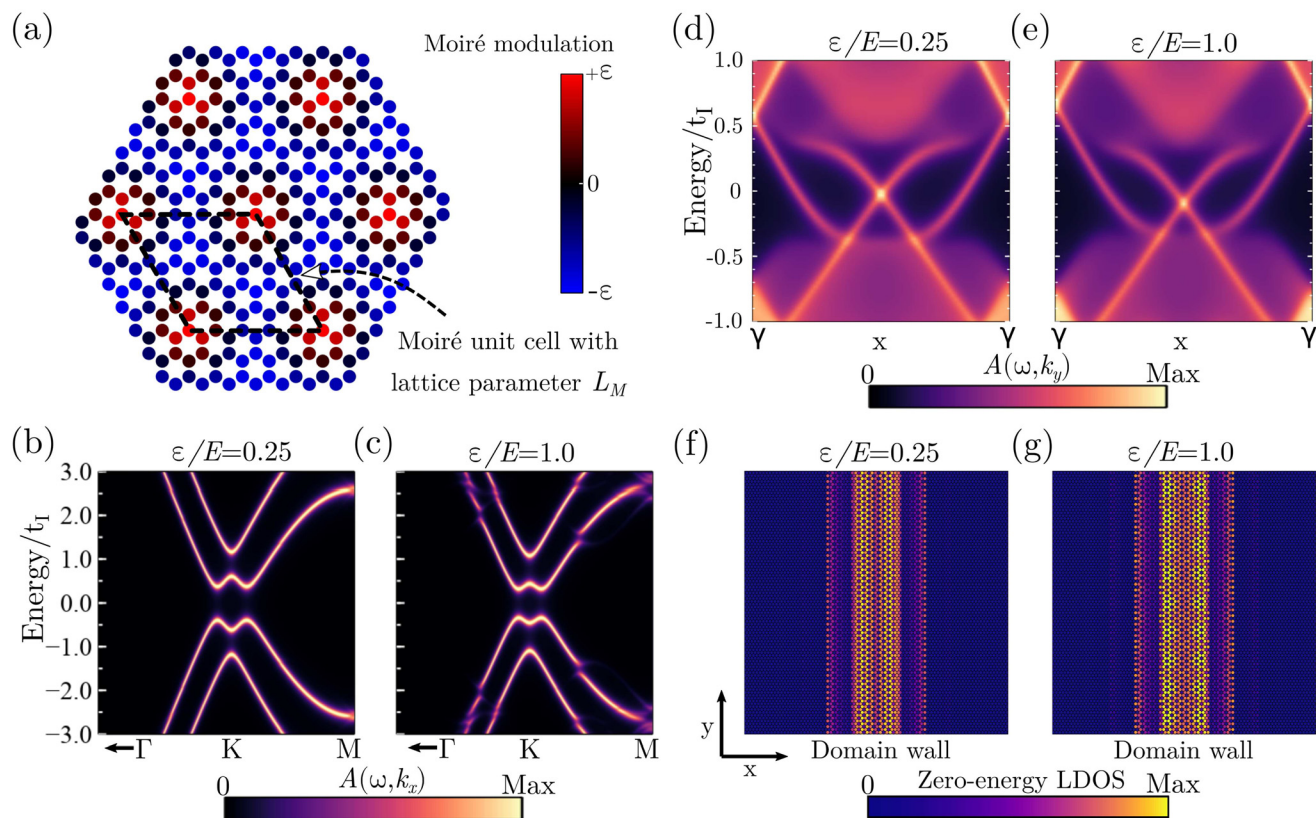 (a)
Moiré modulation
+ε
0
-ε
Moiré unit cell with
lattice parameter L_M
(b)
ε/E=0.25
(c)
ε/E=1.0
Energy/t_I
3.0
2.0
1.0
0.0
-1.0
-2.0
-3.0
Γ K M
Γ K M
0 A(ω,k_x) Max
(d)
ε/E=0.25
(e)
ε/E=1.0
Energy/t_I
1.0
0.5
0
-0.5
-1.0
γ x γ
γ x γ
0 A(ω,k_y) Max
(f)
ε/E=0.25
(g)
ε/E=1.0
y
x
Domain wall
Domain wall
0 Zero-energy LDOS Max